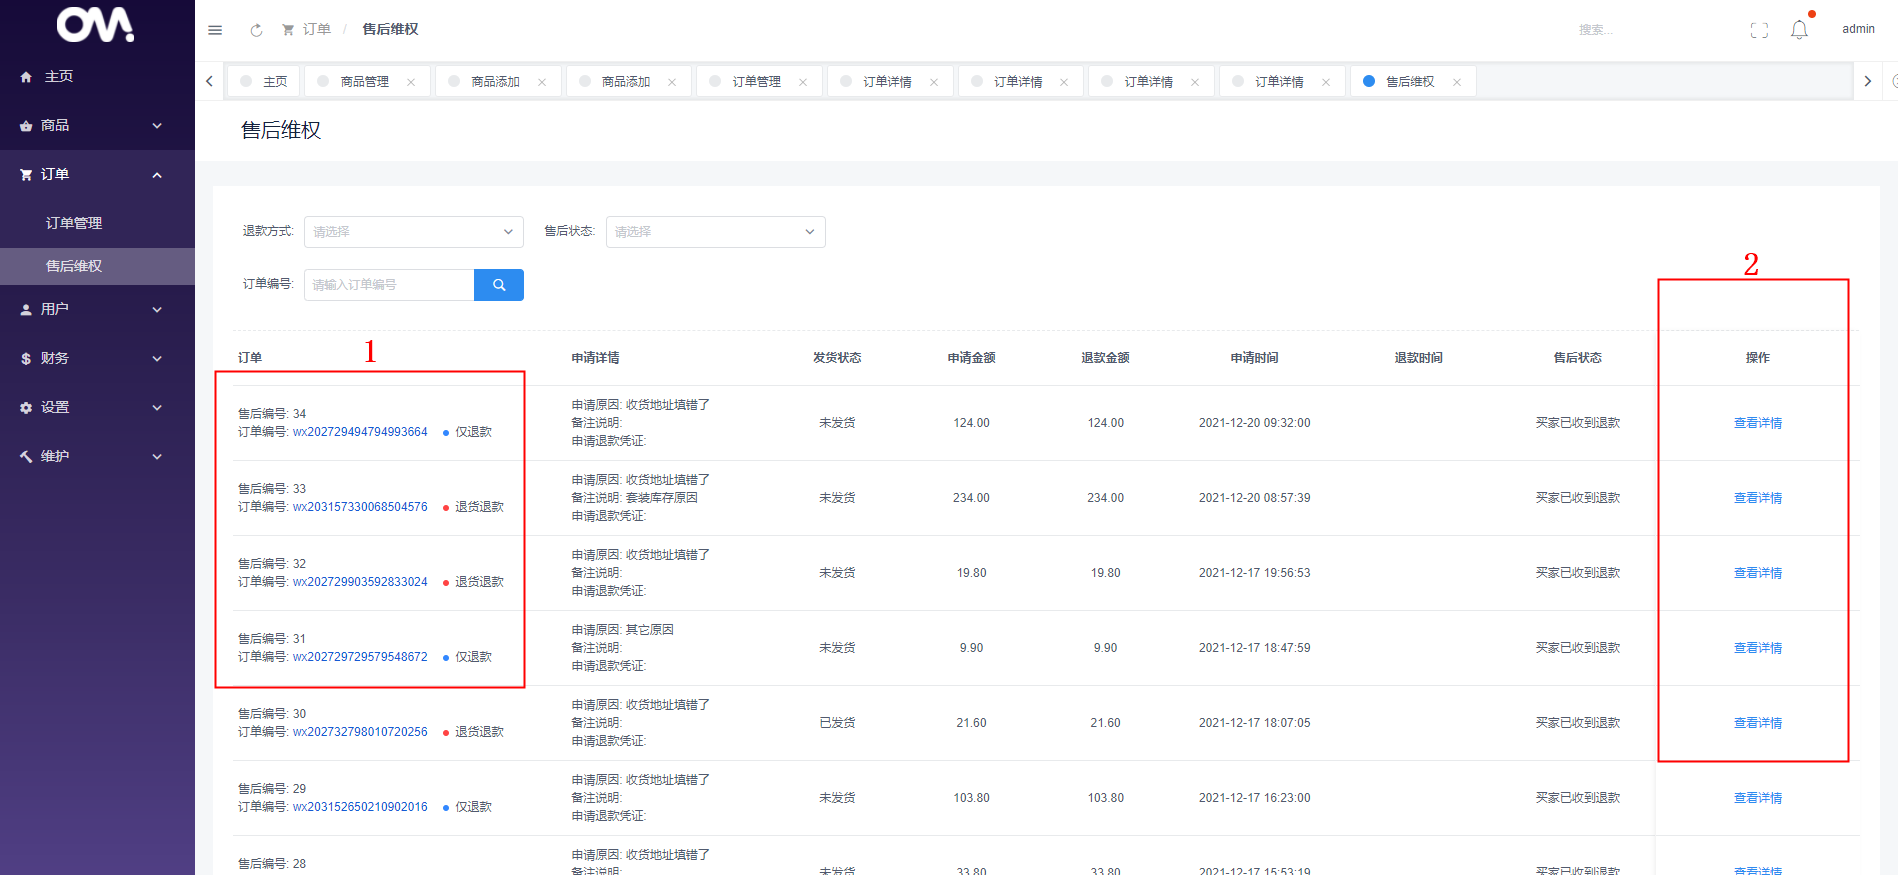 OM.
订单 / 售后维权
搜索...
admin
主页
商品
订单
订单管理
售后维权
用户
财务
设置
维护
主页 商品管理 商品添加 商品添加 订单管理 订单详情 订单详情 订单详情 订单详情 售后维权
售后维权
退款方式: 请选择 售后状态: 请选择
订单编号: 请输入订单编号
1
2
订单 申请详情 发货状态 申请金额 退款金额 申请时间 退款时间 售后状态 操作
售后编号: 34
订单编号: wx202729494794993664 仅退款
申请原因: 收货地址填错了
备注说明:
申请退款凭证:
未发货 124.00 124.00 2021-12-20 09:32:00 买家已收到退款 查看详情
售后编号: 33
订单编号: wx203157330068504576 退货退款
申请原因: 收货地址填错了
备注说明: 套装库存原因
申请退款凭证:
未发货 234.00 234.00 2021-12-20 08:57:39 买家已收到退款 查看详情
售后编号: 32
订单编号: wx202729903592833024 退货退款
申请原因: 收货地址填错了
备注说明:
申请退款凭证:
未发货 19.80 19.80 2021-12-17 19:56:53 买家已收到退款 查看详情
售后编号: 31
订单编号: wx202729729579548672 仅退款
申请原因: 其它原因
备注说明:
申请退款凭证:
未发货 9.90 9.90 2021-12-17 18:47:59 买家已收到退款 查看详情
售后编号: 30
订单编号: wx202732798010720256 退货退款
申请原因: 收货地址填错了
备注说明:
申请退款凭证:
已发货 21.60 21.60 2021-12-17 18:07:05 买家已收到退款 查看详情
售后编号: 29
订单编号: wx203152650210902016 仅退款
申请原因: 收货地址填错了
备注说明:
申请退款凭证:
未发货 103.80 103.80 2021-12-17 16:23:00 买家已收到退款 查看详情
售后编号: 28
申请原因: 收货地址填错了
备注说明:
未发货 33.80 33.80 2021-12-17 15:53:19 买家已收到退款 查看详情